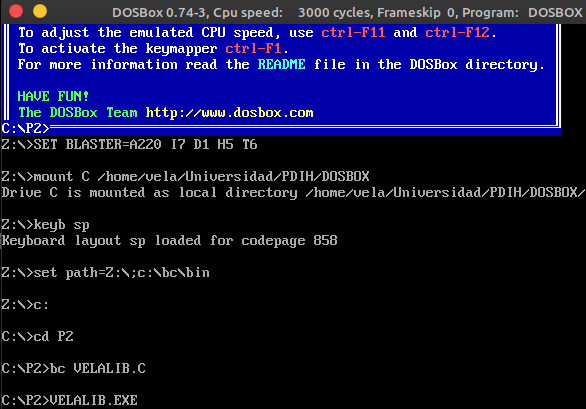 DOSBox 0.74-3, Cpu speed: 3000 cycles, Frameskip 0, Program: DOSBOX
To adjust the emulated CPU speed, use ctrl-F11 and ctrl-F12.
To activate the keymapper ctrl-F1.
For more information read the README file in the DOSBox directory.
HAVE FUN!
The DOSBox Team http://www.dosbox.com
C:\P2>
Z:\>SET BLASTER=A220 I7 D1 H5 T6
Z:\>mount C /home/vela/Universidad/PDIH/DOSBOX
Drive C is mounted as local directory /home/vela/Universidad/PDIH/DOSBOX/
Z:\>keyb sp
Keyboard layout sp loaded for codepage 858
Z:\>set path=Z:\;c:\bc\bin
Z:\>c:
C:\>cd P2
C:\P2>bc VELALIB.C
C:\P2>VELALIB.EXE